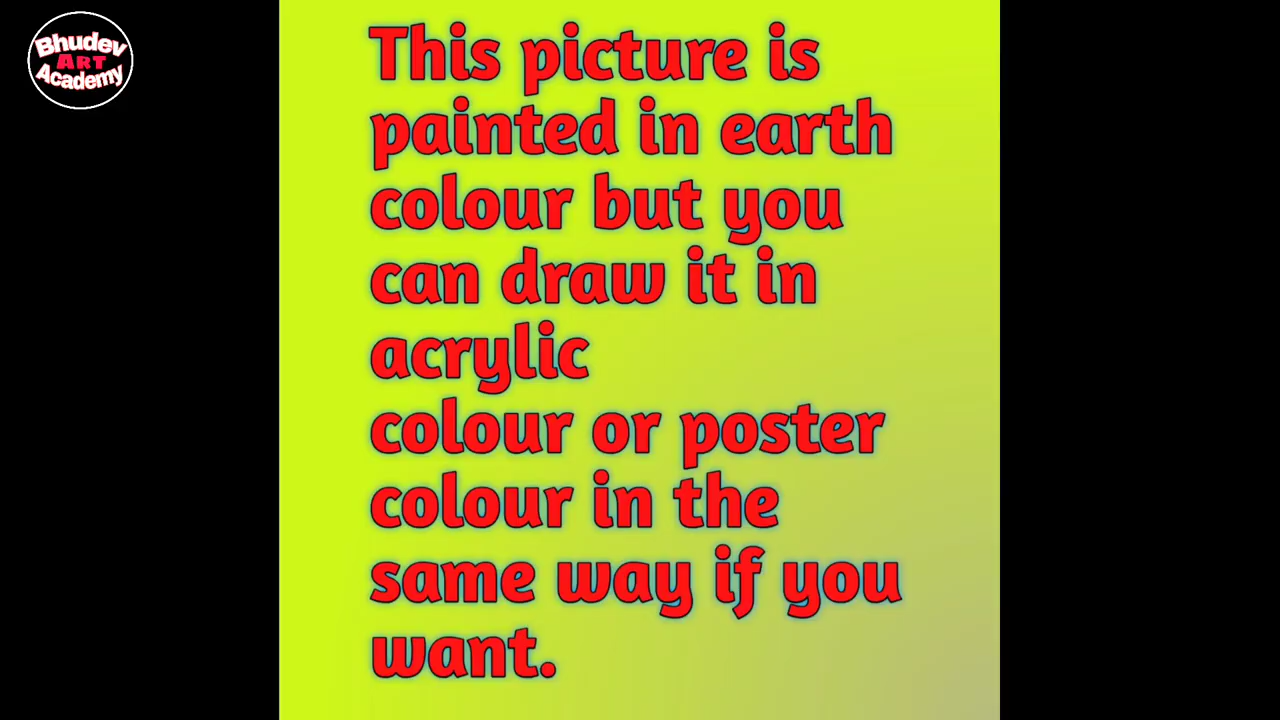 Bhudev
ART
Academy
This picture is
painted in earth
colour but you
can draw it in
acrylic
colour or poster
colour in the
same way if you
want.